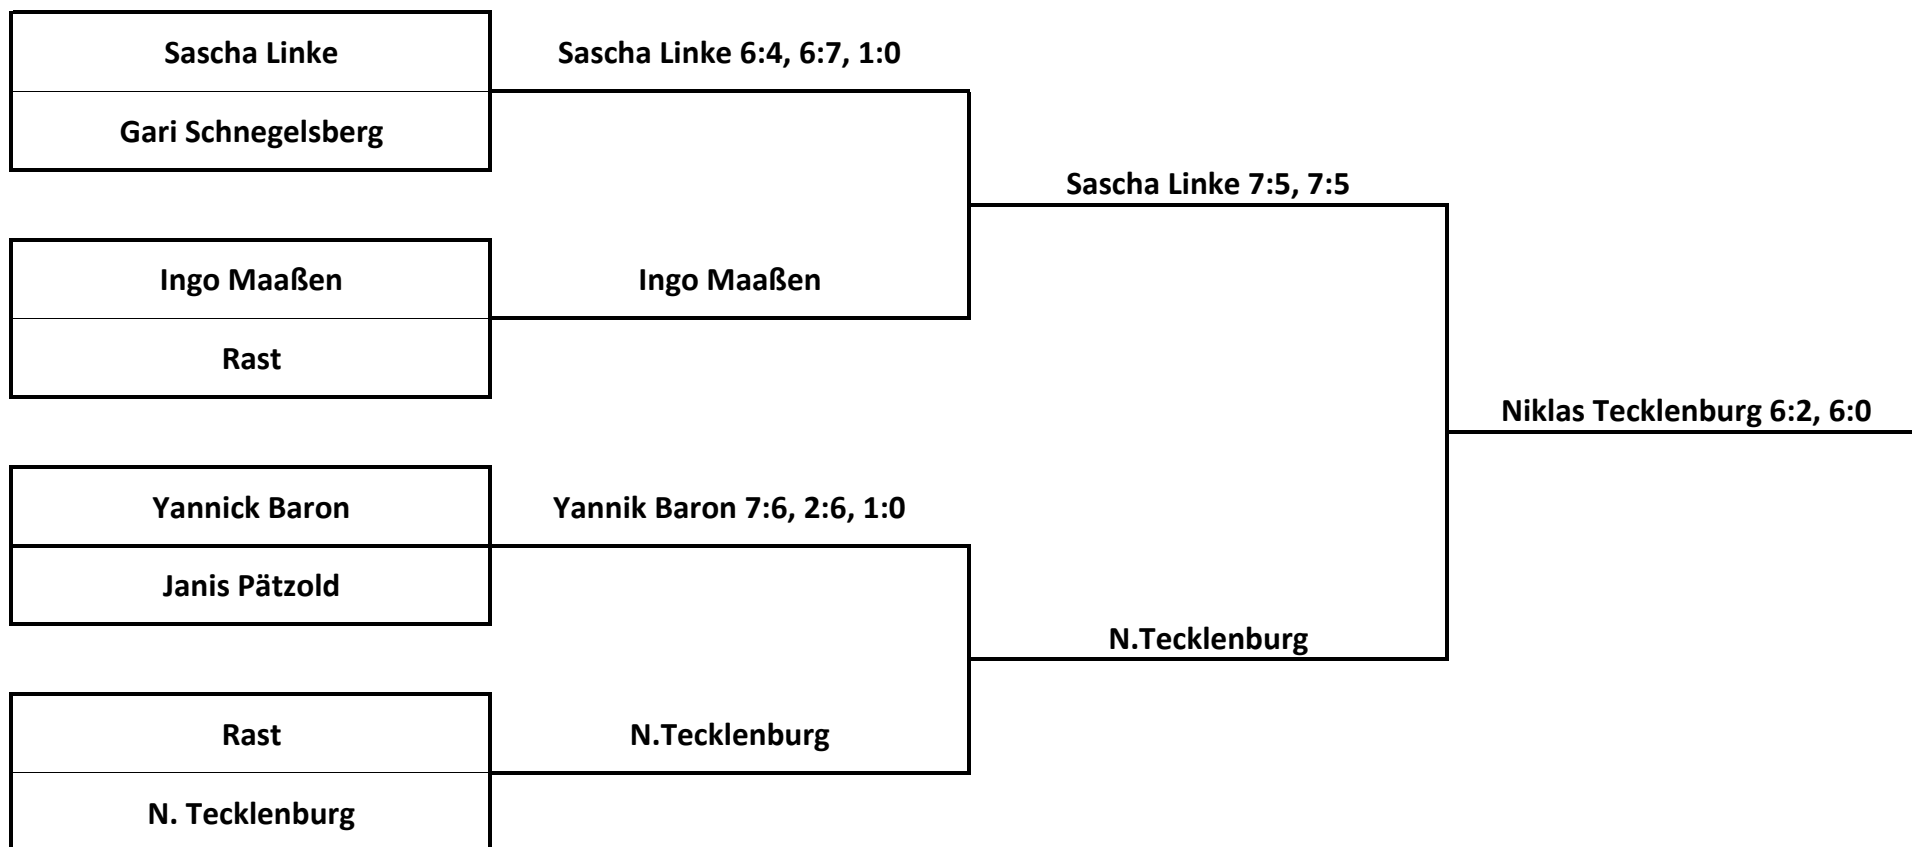 Sascha Linke
Sascha Linke 6:4, 6:7, 1:0
Gari Schnegelsberg
Sascha Linke 7:5, 7:5
Ingo Maaßen
Ingo Maaßen
Rast
Niklas Tecklenburg 6:2, 6:0
Yannick Baron
Yannik Baron 7:6, 2:6, 1:0
Janis Pätzold
N.Tecklenburg
Rast
N.Tecklenburg
N. Tecklenburg